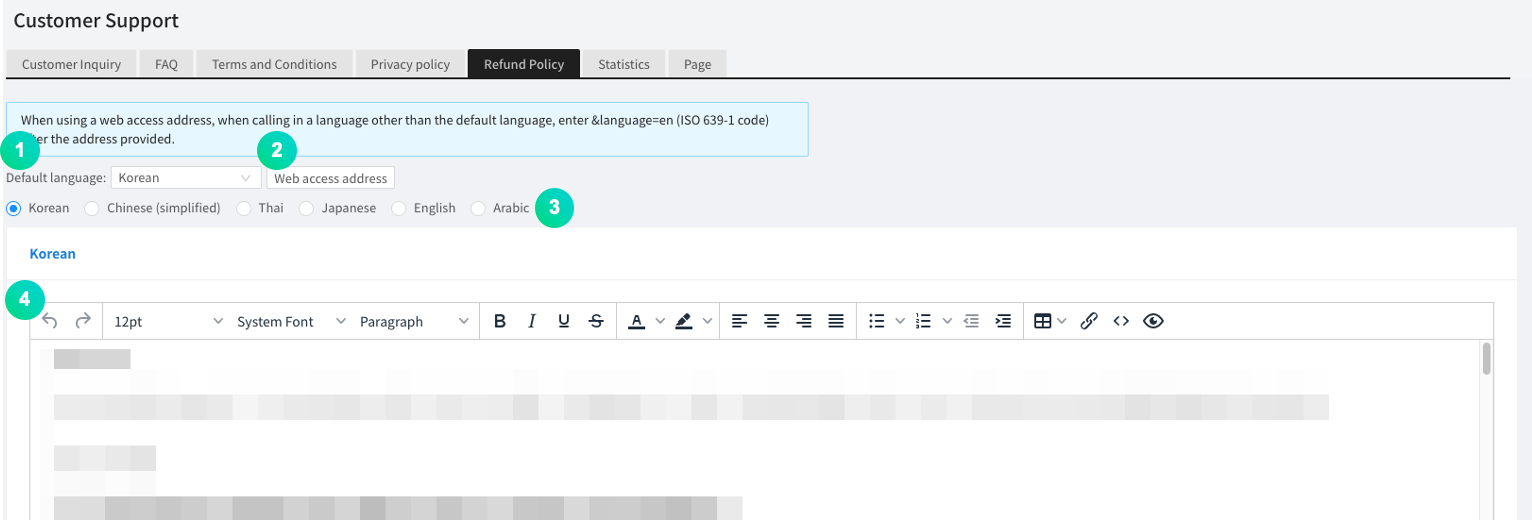 Customer Support
Customer Inquiry FAQ Terms and Conditions Privacy policy Refund Policy Statistics Page
When using a web access address, when calling in a language other than the default language, enter &language=en (ISO 639-1 code)
er the address provided.
1 2
Default language: Korean Web access address
Korean Chinese (simplified) Thai Japanese English Arabic 3
Korean
4
12pt System Font Paragraph B I U S A